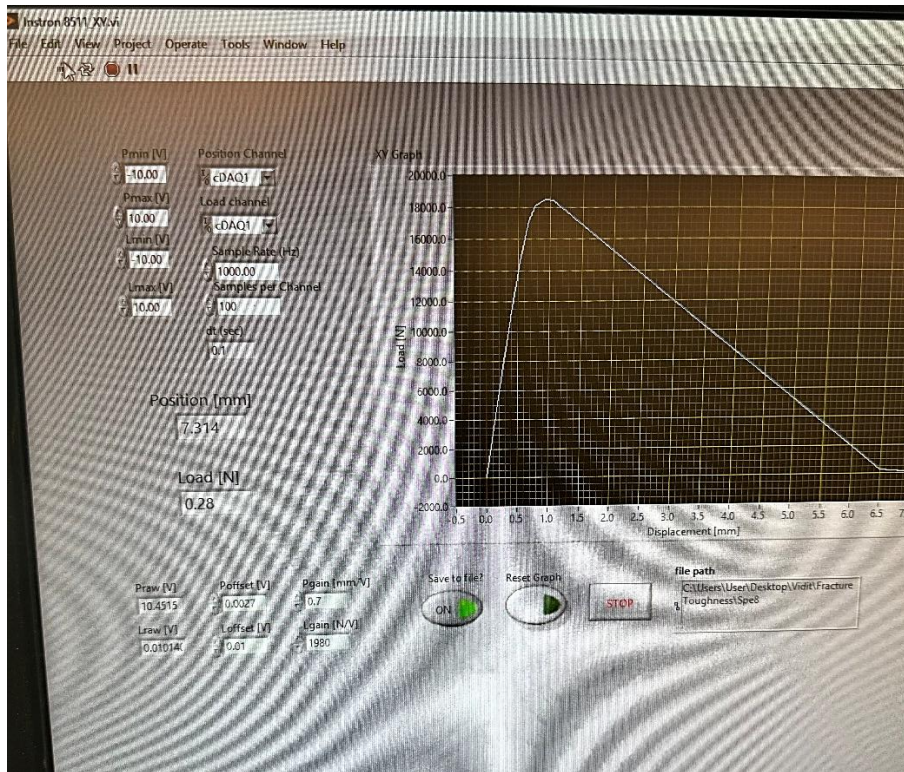 Instron 8511_XY.vi
File Edit View Project Operate Tools Window Help
Pmin [V]
-10.00
Pmax [V]
10.00
Lmin [V]
-10.00
Lmax [V]
10.00
Position Channel
cDAQ1
Load channel
cDAQ1
Sample Rate (Hz)
1000.00
Samples per Channel
100
dt (sec)
0.1
Position [mm]
7.314
Load [N]
0.28
XY Graph
20000.0
18000.0
16000.0
14000.0
12000.0
10000.0
8000.0
6000.0
4000.0
2000.0
0.0
-2000.0
Load [N]
-0.5 0.0 0.5 1.0 1.5 2.0 2.5 3.0 3.5 4.0 4.5 5.0 5.5 6.0 6.5
Displacement [mm]
Praw [V]
10.4515
Poffset [V]
0.0027
Pgain [mm/V]
0.7
Lraw [V]
0.01014
Loffset [V]
0.01
Lgain [N/V]
1980
Save to file?
ON
Reset Graph
STOP
file path
C:\Users\User\Desktop\Vidit\Fracture
Toughness\Spe8